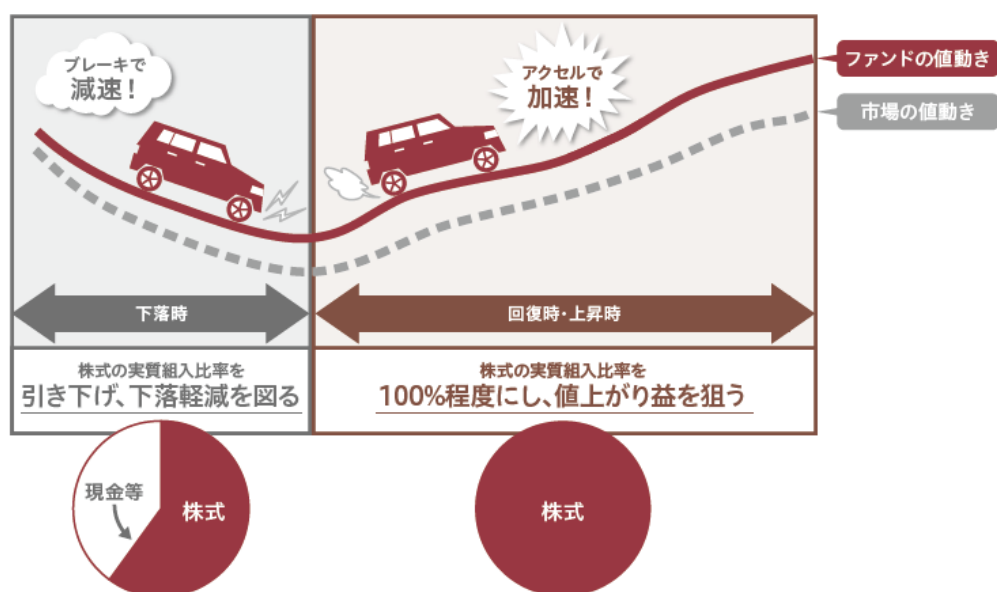 ブレーキで
減速！
アクセルで
加速！
ファンドの値動き
市場の値動き
下落時
回復時・上昇時
株式の実質組入比率を
引き下げ、下落軽減を図る
株式の実質組入比率を
100%程度にし、値上がり益を狙う
現金等
株式
株式